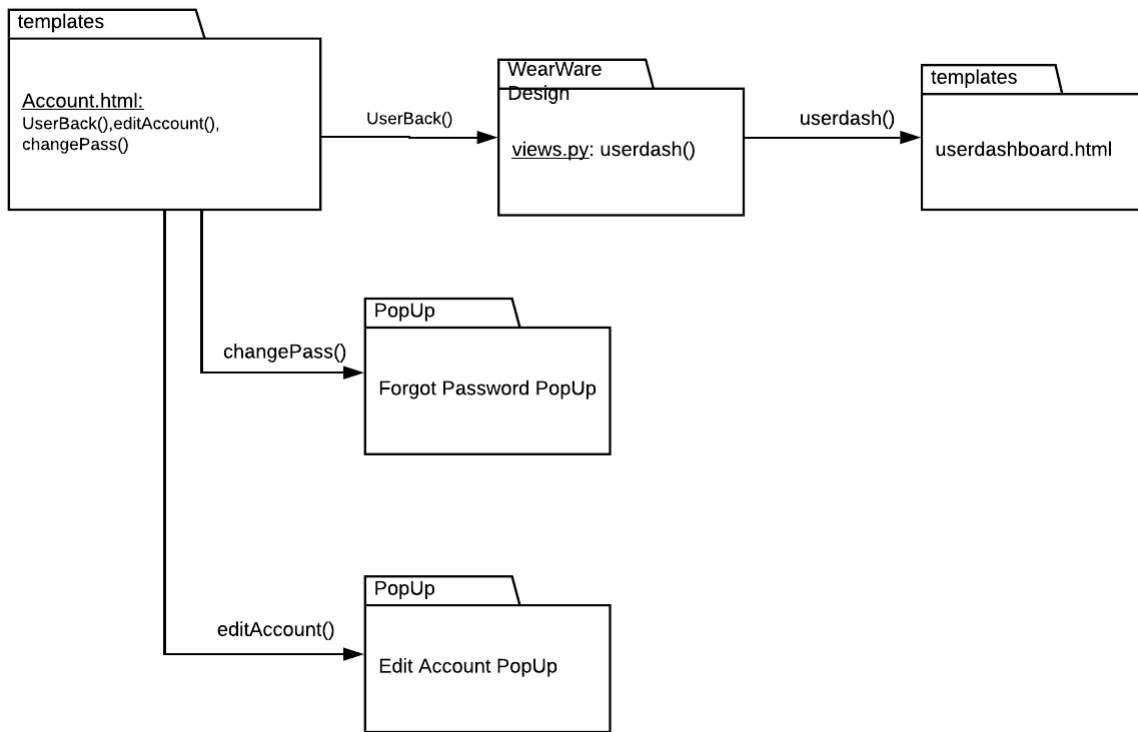 templates
Account.html:
UserBack(),editAccount(),
changePass()
UserBack()
WearWare
Design
views.py: userdash()
userdash()
templates
userdashboard.html
changePass()
PopUp
Forgot Password PopUp
editAccount()
PopUp
Edit Account PopUp